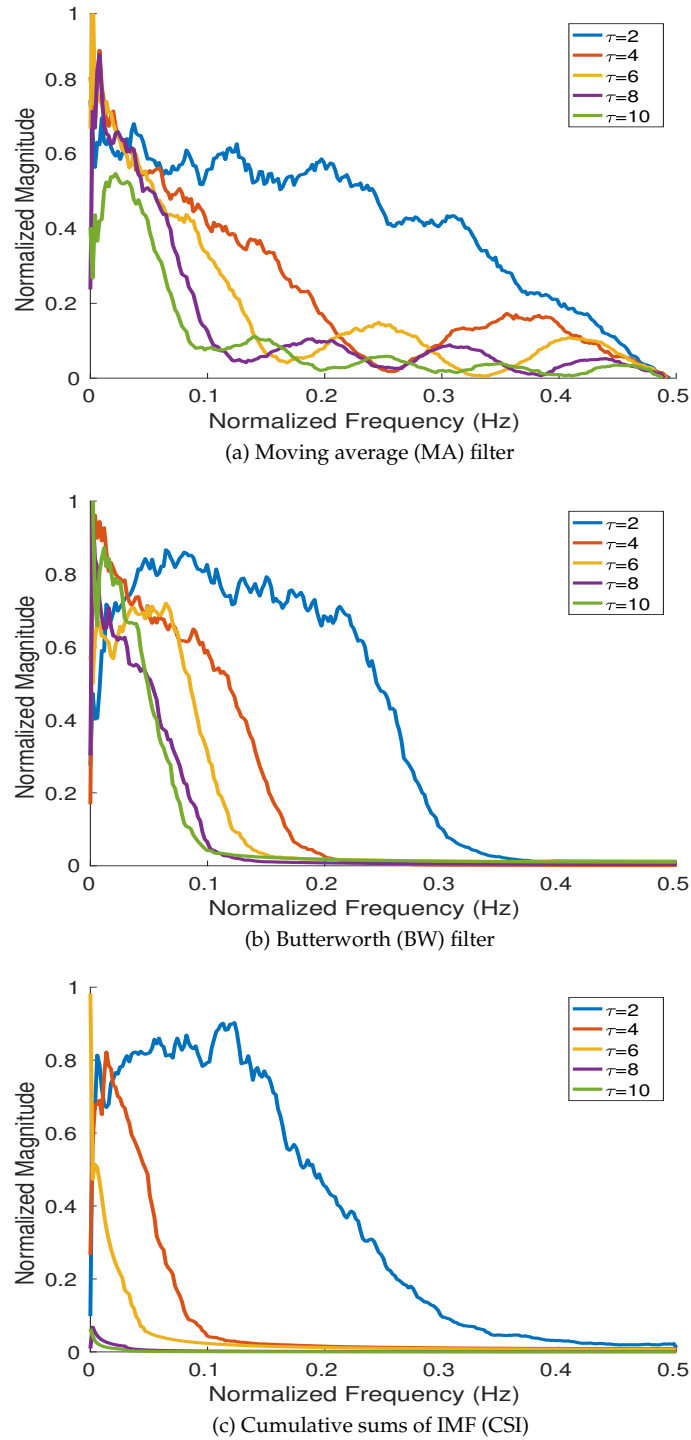 1
0.8
0.6
0.4
0.2
0
Normalized Magnitude
τ=2
τ=4
τ=6
τ=8
τ=10
0 0.1 0.2 0.3 0.4 0.5
Normalized Frequency (Hz)
(a) Moving average (MA) filter
1
0.8
0.6
0.4
0.2
0
Normalized Magnitude
τ=2
τ=4
τ=6
τ=8
τ=10
0 0.1 0.2 0.3 0.4 0.5
Normalized Frequency (Hz)
(b) Butterworth (BW) filter
1
0.8
0.6
0.4
0.2
0
Normalized Magnitude
τ=2
τ=4
τ=6
τ=8
τ=10
0 0.1 0.2 0.3 0.4 0.5
Normalized Frequency (Hz)
(c) Cumulative sums of IMF (CSI)